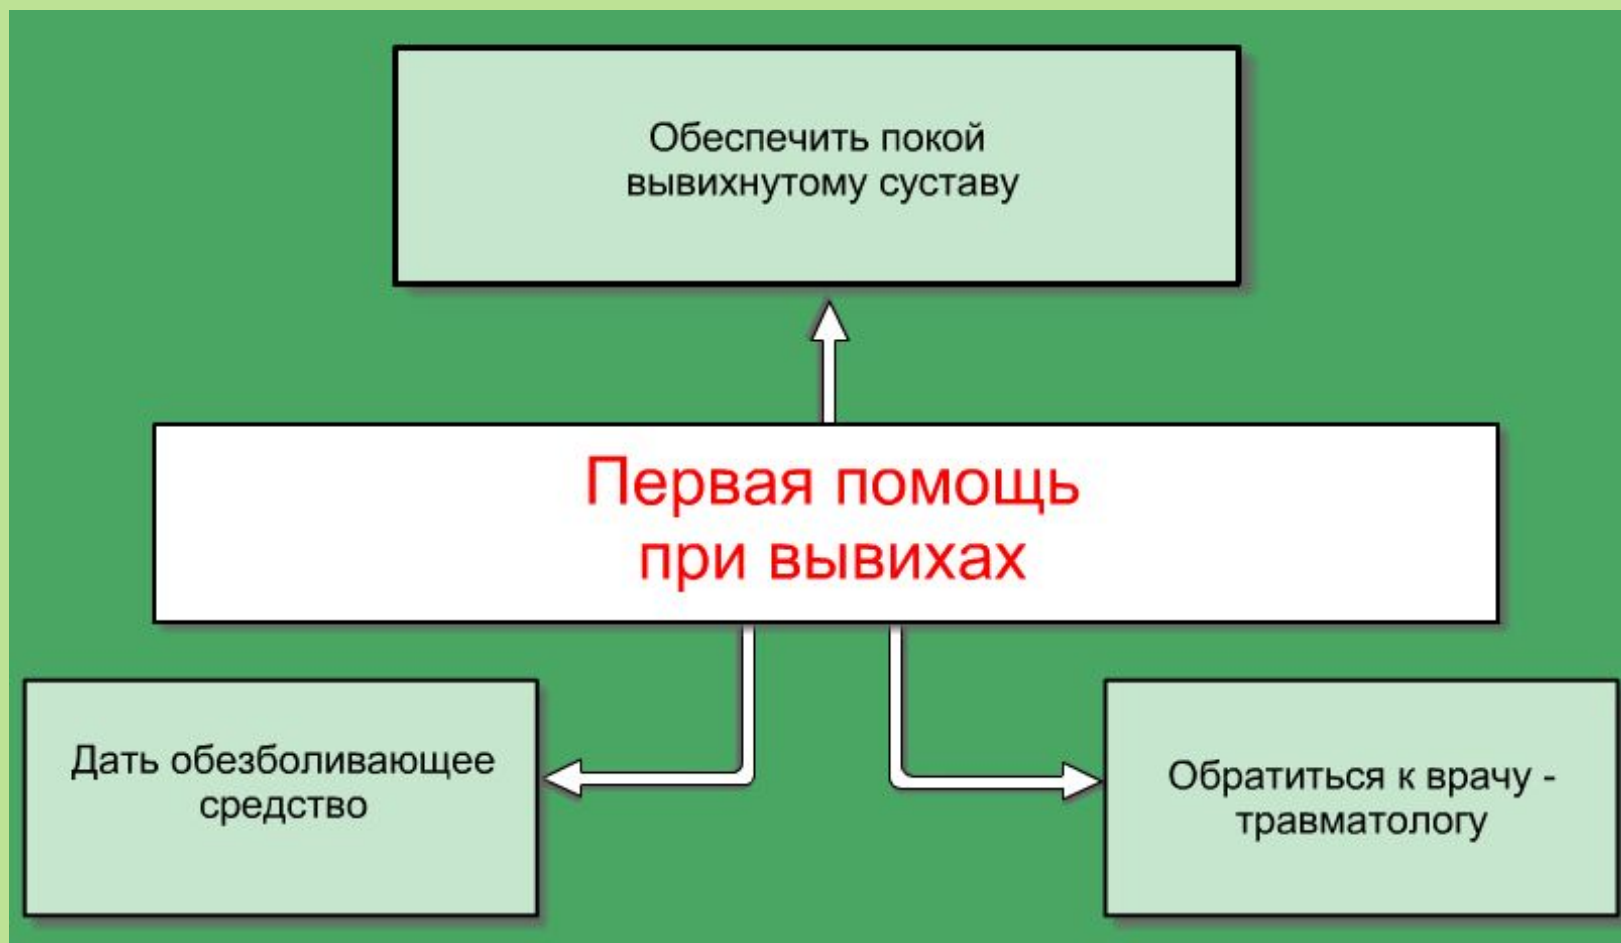 Обеспечить покой
вывихнутому суставу
Первая помощь
при вывихах
Дать обезболивающее
средство
Обратиться к врачу -
травматологу